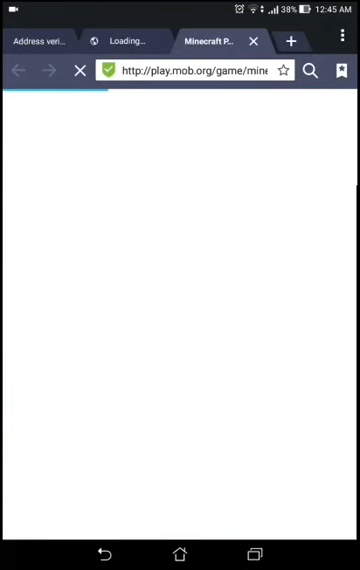 38% 12:45 AM
Address veri... Loading... Minecraft P...
http://play.mob.org/game/mine